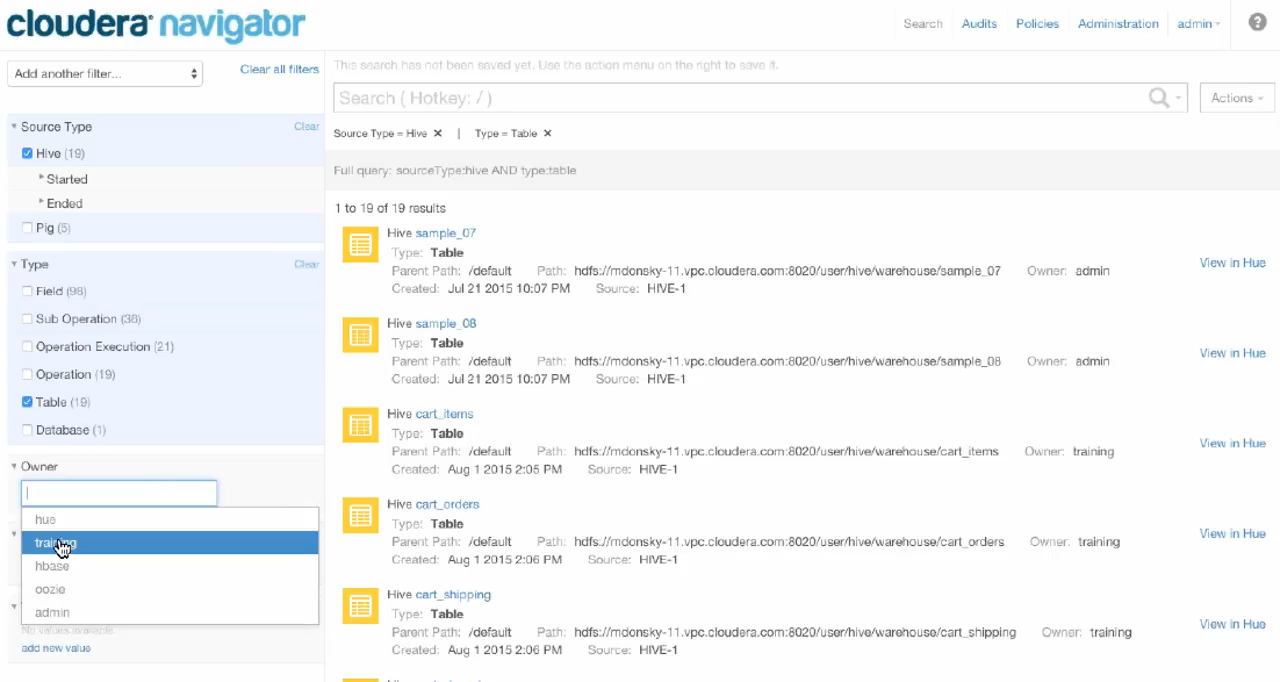 cloudera navigator
Search Audits Policies Administration admin
Add another filter...
Clear all filters
This search has not been saved yet. Use the action menu on the right to save it.
Search ( Hotkey: / )
Actions
Source Type = Hive ✕ | Type = Table ✕
Full query: sourceType:hive AND type:table
Source Type Clear
Hive (19)
Started
Ended
Pig (5)
Type Clear
Field (98)
Sub Operation (36)
Operation Execution (21)
Operation (19)
Table (19)
Database (1)
Owner
hue
training
hbase
oozie
admin
No values available
add new value
1 to 19 of 19 results
Hive sample_07
Type: Table
Parent Path: /default Path: hdfs://mdonsky-11.vpc.cloudera.com:8020/user/hive/warehouse/sample_07 Owner: admin
Created: Jul 21 2015 10:07 PM Source: HIVE-1
View in Hue
Hive sample_08
Type: Table
Parent Path: /default Path: hdfs://mdonsky-11.vpc.cloudera.com:8020/user/hive/warehouse/sample_08 Owner: admin
Created: Jul 21 2015 10:07 PM Source: HIVE-1
View in Hue
Hive cart_items
Type: Table
Parent Path: /default Path: hdfs://mdonsky-11.vpc.cloudera.com:8020/user/hive/warehouse/cart_items Owner: training
Created: Aug 1 2015 2:05 PM Source: HIVE-1
View in Hue
Hive cart_orders
Type: Table
Parent Path: /default Path: hdfs://mdonsky-11.vpc.cloudera.com:8020/user/hive/warehouse/cart_orders Owner: training
Created: Aug 1 2015 2:06 PM Source: HIVE-1
View in Hue
Hive cart_shipping
Type: Table
Parent Path: /default Path: hdfs://mdonsky-11.vpc.cloudera.com:8020/user/hive/warehouse/cart_shipping Owner: training
Created: Aug 1 2015 2:06 PM Source: HIVE-1
View in Hue